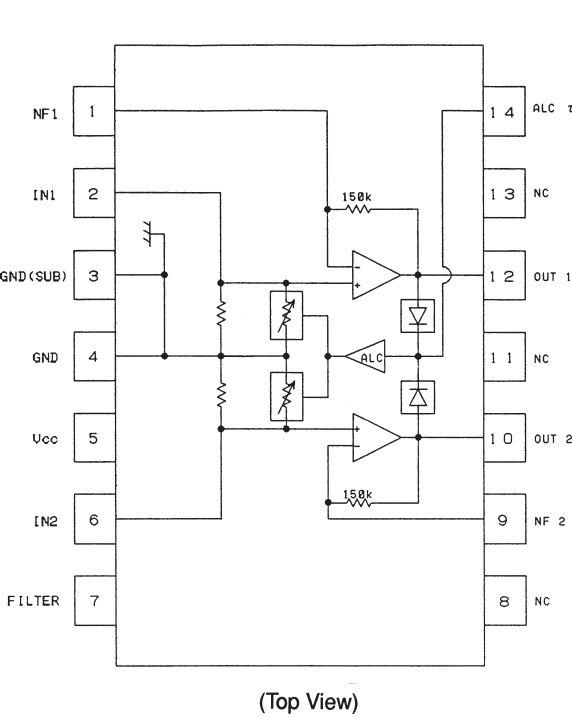 NF1 1 14 ALC τ
150k
IN1 2 13 NC
GND(SUB) 3 12 OUT 1
GND 4 ALC 11 NC
Vcc 5 10 OUT 2
150k
IN2 6 9 NF 2
FILTER 7 8 NC
(Top View)